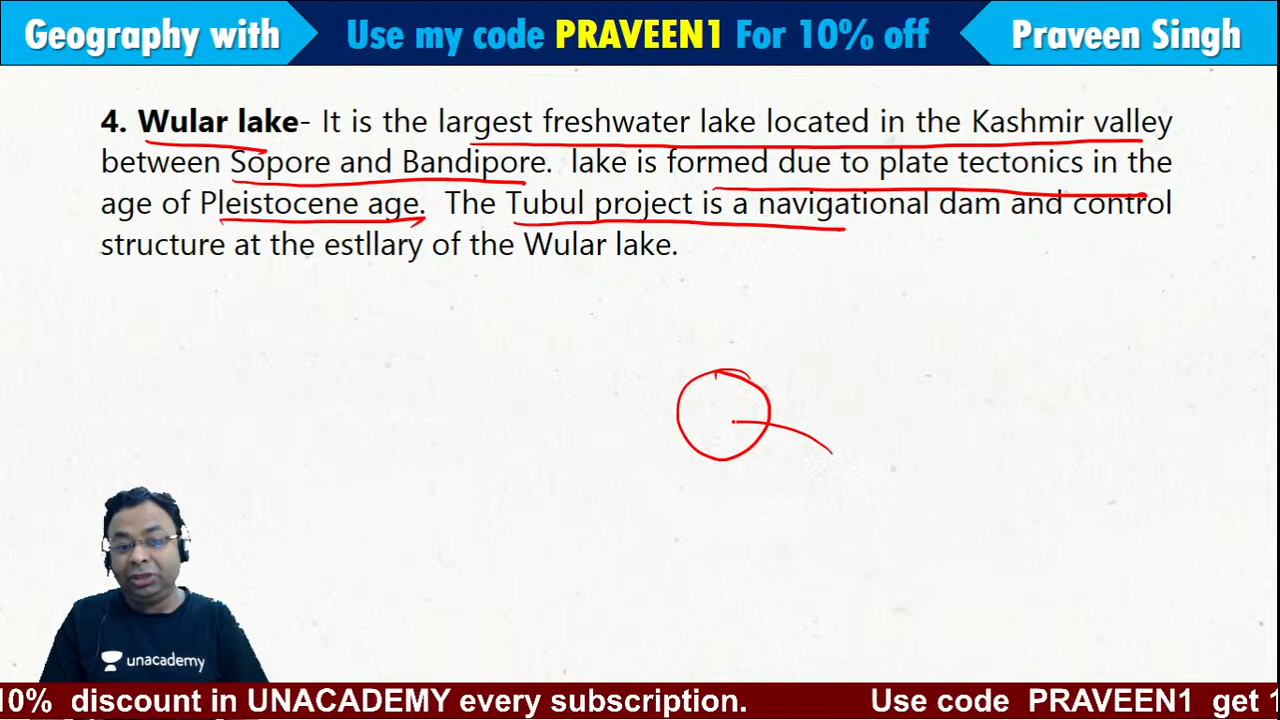 Geography with
Use my code PRAVEEN1 For 10% off
Praveen Singh
4. Wular lake- It is the largest freshwater lake located in the Kashmir valley
between Sopore and Bandipore. lake is formed due to plate tectonics in the
age of Pleistocene age. The Tubul project is a navigational dam and control
structure at the estllary of the Wular lake.
unacademy
10% discount in UNACADEMY every subscription. Use code PRAVEEN1 get 1